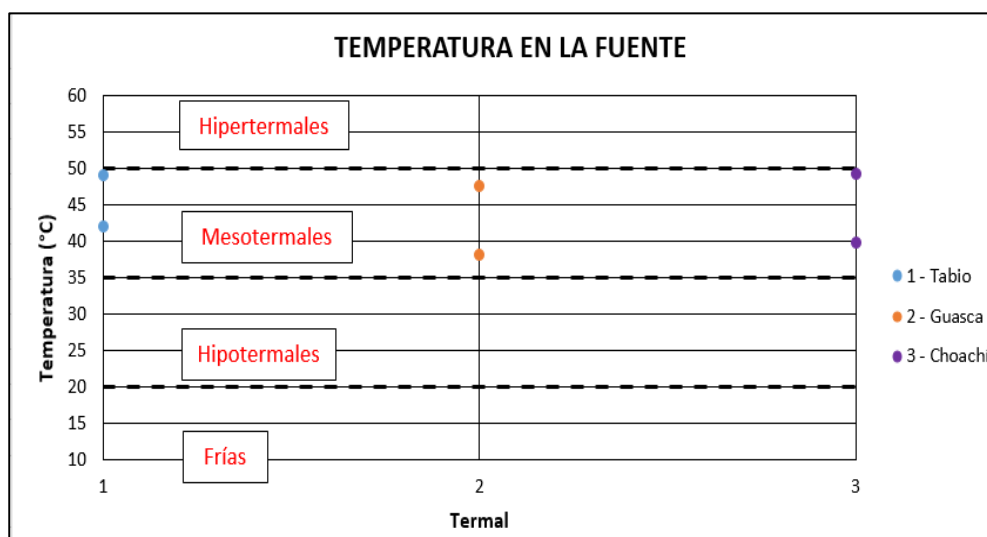 TEMPERATURA EN LA FUENTE
60
55
50
45
40
35
30
25
20
15
10
Temperatura (°C)
Hipertermales
Mesotermales
Hipotermales
Frías
1
2
3
Termal
1 - Tabio
2 - Guasca
3 - Choachí